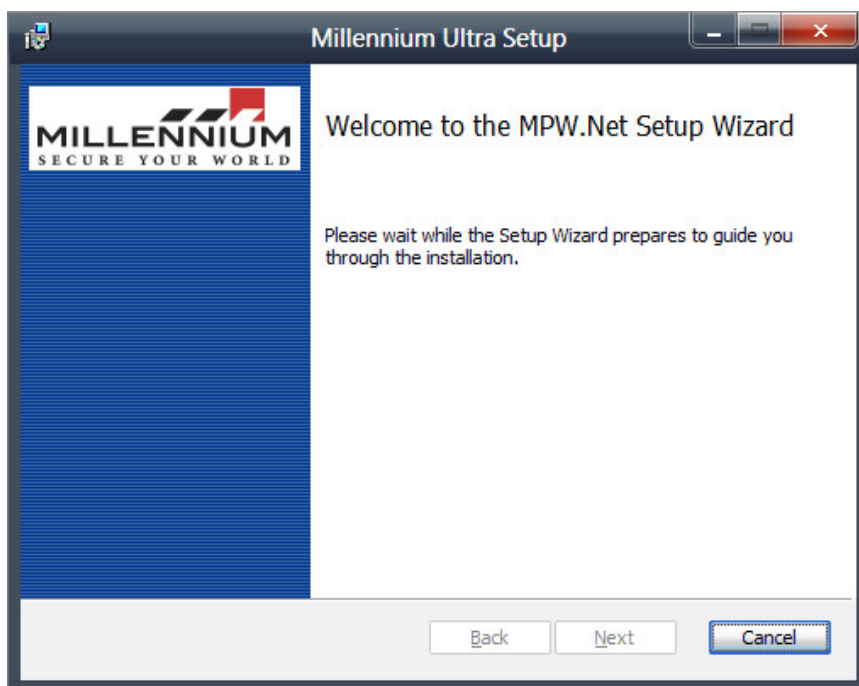 Millennium Ultra Setup
MILLENNIUM
SECURE YOUR WORLD
Welcome to the MPW.Net Setup Wizard
Please wait while the Setup Wizard prepares to guide you
through the installation.
Back Next Cancel